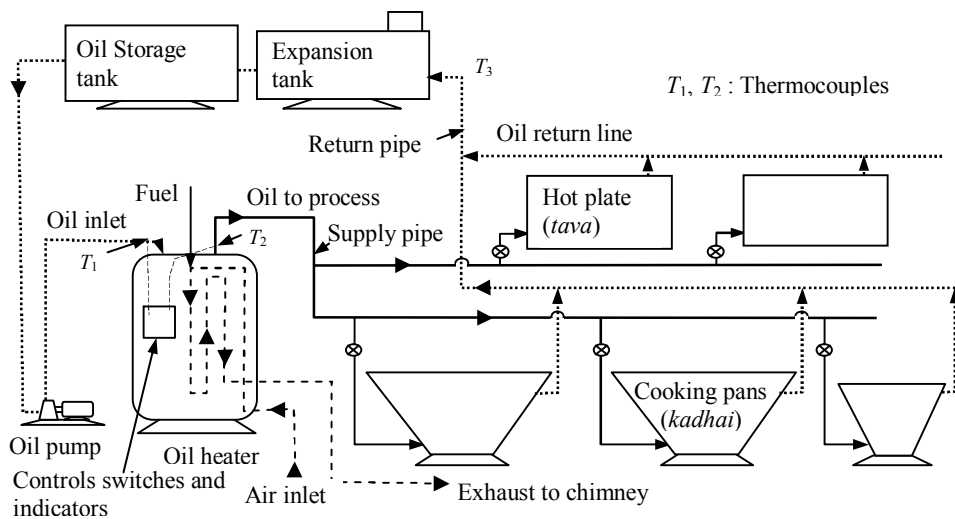 Oil Storage
tank
Expansion
tank
T3
T1, T2 : Thermocouples
Return pipe
Oil return line
Fuel
Oil to process
Hot plate
(tava)
Oil inlet
T1
T2
Supply pipe
Cooking pans
(kadhai)
Oil pump
Oil heater
Controls switches and
indicators
Air inlet
Exhaust to chimney